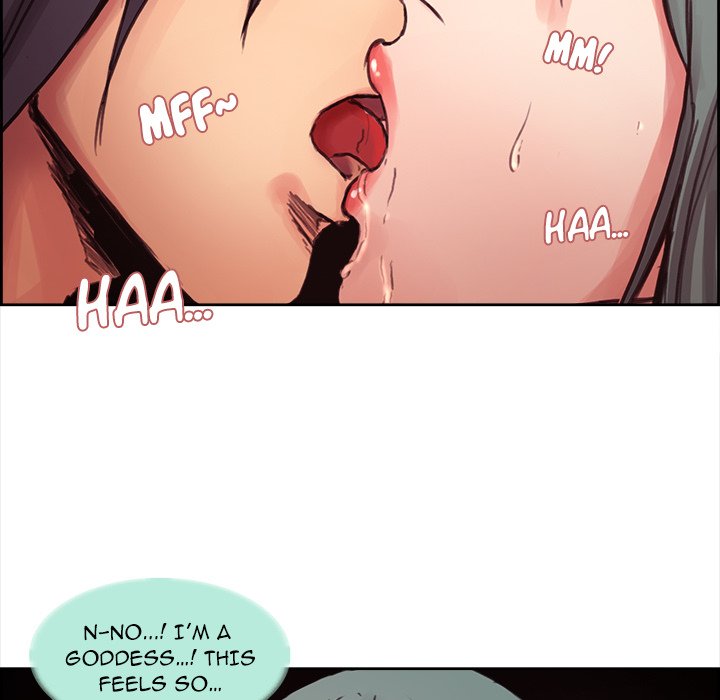 MM!
MFF~
HAA...
HAA...
N-NO...! I'M A
GODDESS...! THIS
FEELS SO...